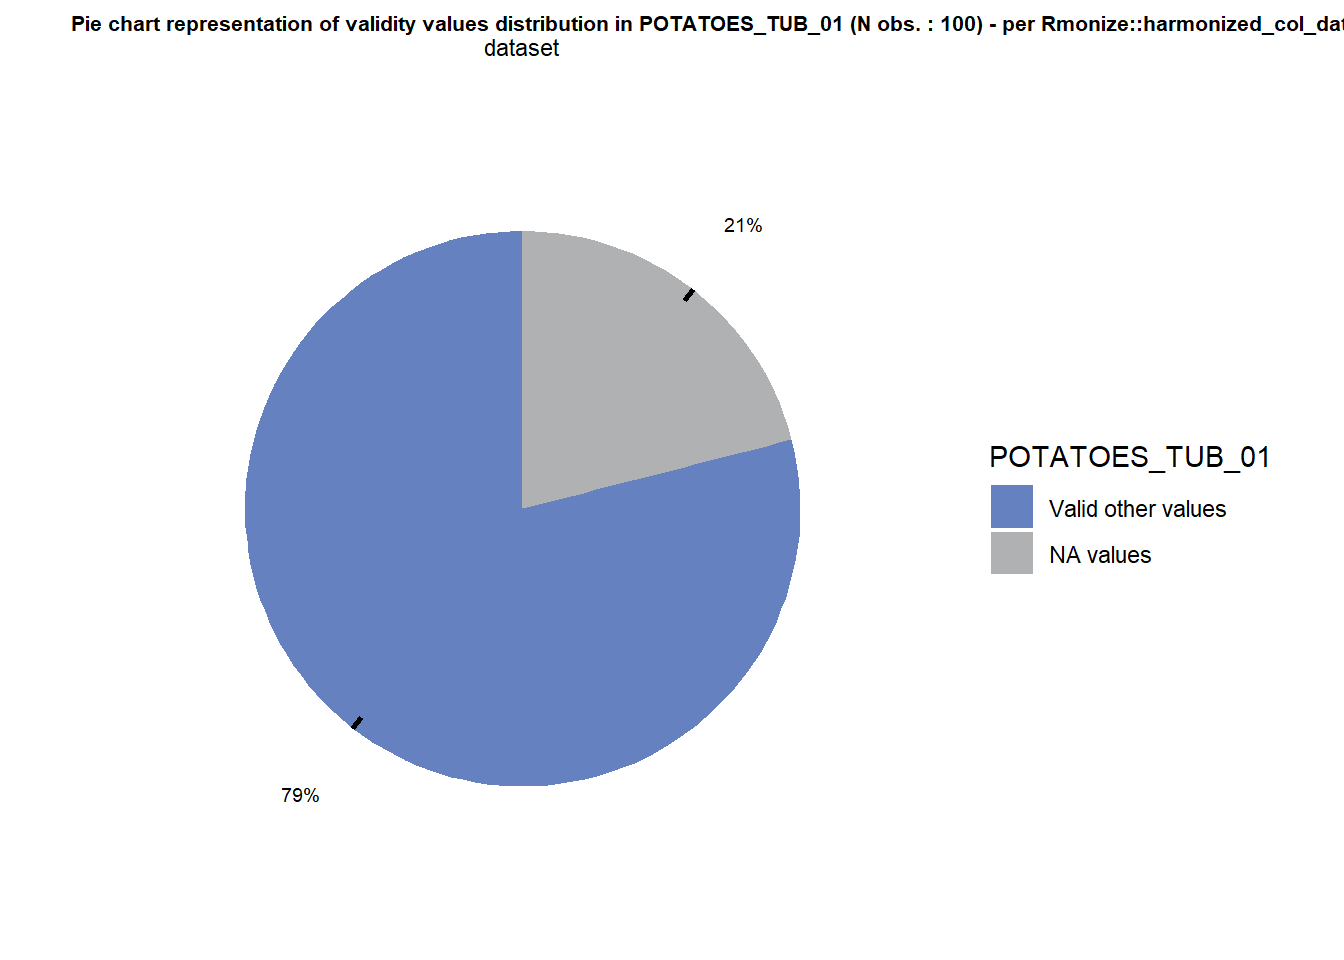 Pie chart representation of validity values distribution in POTATOES_TUB_01 (N obs. : 100) - per Rmonize::harmonized_col_dat
dataset
21%
POTATOES_TUB_01
Valid other values
NA values
79%